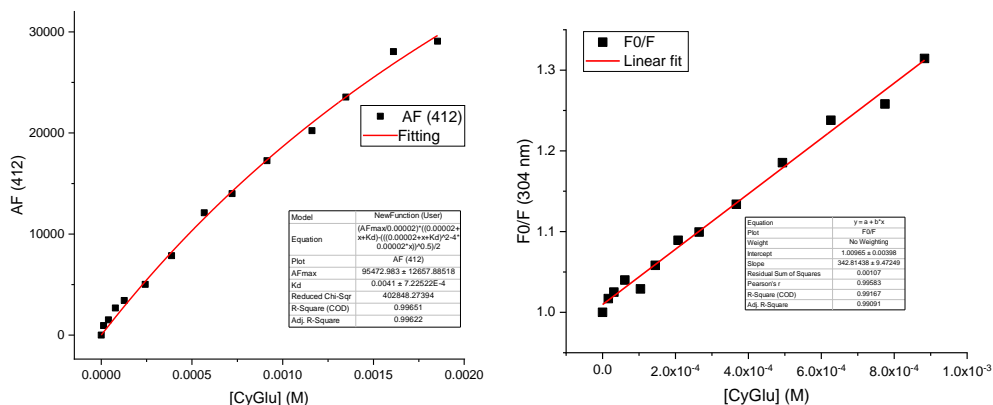 30000
20000
10000
0
AF (412)
AF (412)
Fitting
Model NewFunction (User)
Equation (AFmax/0.00002)*((0.00002+
x+Kd)-(((0.00002+x+Kd)^2-4*
0.00002*x))^0.5)/2
Plot AF (412)
AFmax 95472.983 ± 12657.88518
Kd 0.0041 ± 7.22522E-4
Reduced Chi-Sqr 402848.27394
R-Square (COD) 0.99651
Adj. R-Square 0.99622
0.0000 0.0005 0.0010 0.0015 0.0020
[CyGlu] (M)
F0/F
Linear fit
1.3
1.2
1.1
1.0
F0/F (304 nm)
Equation y = a + b*x
Plot F0/F
Weight No Weighting
Intercept 1.00965 ± 0.00398
Slope 342.81438 ± 9.47249
Residual Sum of Squares 0.00107
Pearson's r 0.99583
R-Square (COD) 0.99167
Adj. R-Square 0.99091
0.0 2.0x10-4 4.0x10-4 6.0x10-4 8.0x10-4 1.0x10-3
[CyGlu] (M)